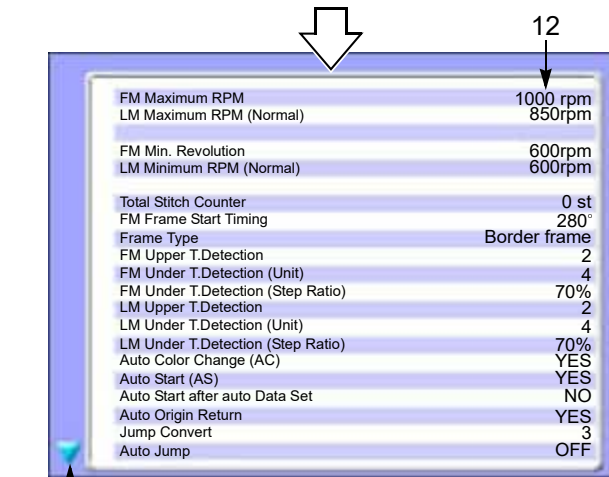 12
FM Maximum RPM 1000 rpm
LM Maximum RPM (Normal) 850rpm
FM Min. Revolution 600rpm
LM Minimum RPM (Normal) 600rpm
Total Stitch Counter 0 st
FM Frame Start Timing 280°
Frame Type Border frame
FM Upper T.Detection 2
FM Under T.Detection (Unit) 4
FM Under T.Detection (Step Ratio) 70%
LM Upper T.Detection 2
LM Under T.Detection (Unit) 4
LM Under T.Detection (Step Ratio) 70%
Auto Color Change (AC) YES
Auto Start (AS) YES
Auto Start after auto Data Set NO
Auto Origin Return YES
Jump Convert 3
Auto Jump OFF